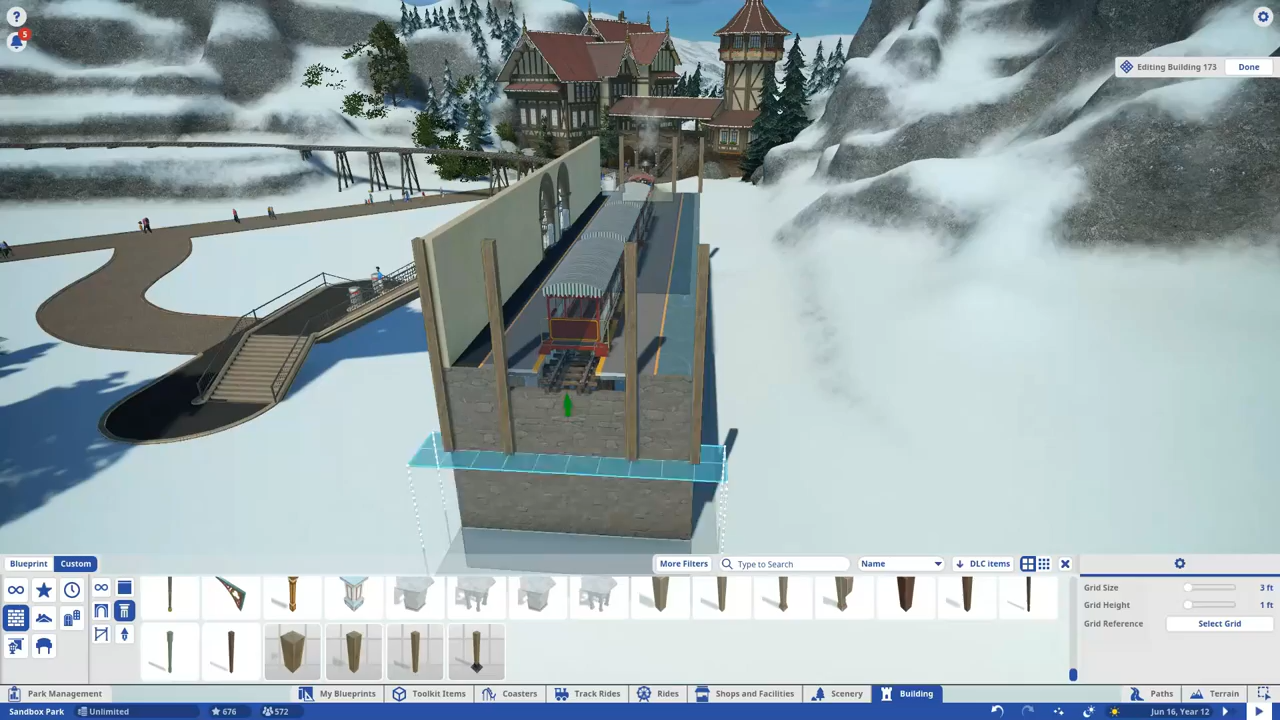 ?
5
Editing Building 173
Done
Blueprint
Custom
More Filters
Type to Search
Name
DLC items
Grid Size
3 ft
Grid Height
1 ft
Grid Reference
Select Grid
Park Management
My Blueprints
Toolkit Items
Coasters
Track Rides
Rides
Shops and Facilities
Scenery
Building
Paths
Terrain
Sandbox Park
Unlimited
676
572
Jun 16, Year 12